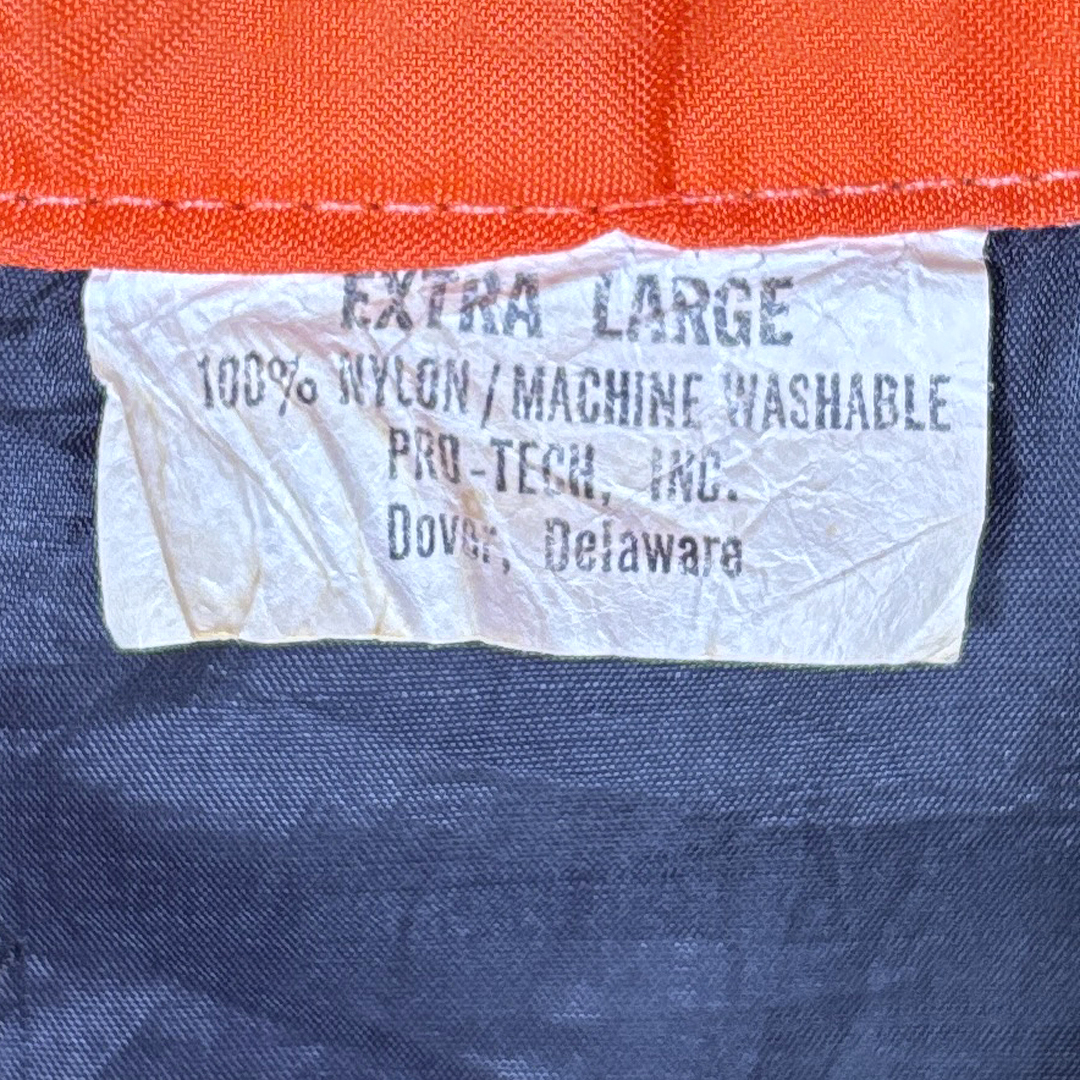 EXTRA LARGE
100% NYLON / MACHINE WASHABLE
PRO-TECH, INC.
Dover, Delaware